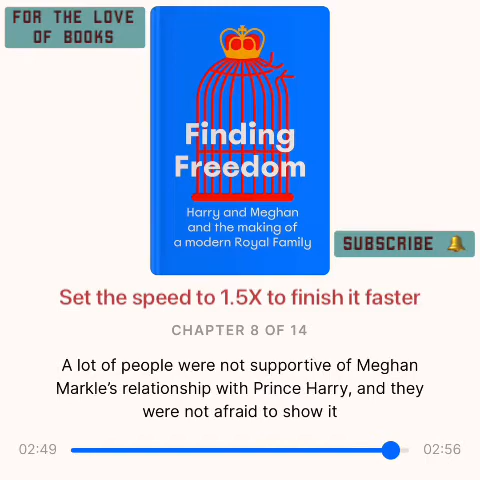 FOR THE LOVE
OF BOOKS
Finding
Freedom
Harry and Meghan
and the making of
a modern Royal Family
SUBSCRIBE
Set the speed to 1.5X to finish it faster
CHAPTER 8 OF 14
A lot of people were not supportive of Meghan
Markle’s relationship with Prince Harry, and they
were not afraid to show it
02:49 02:56